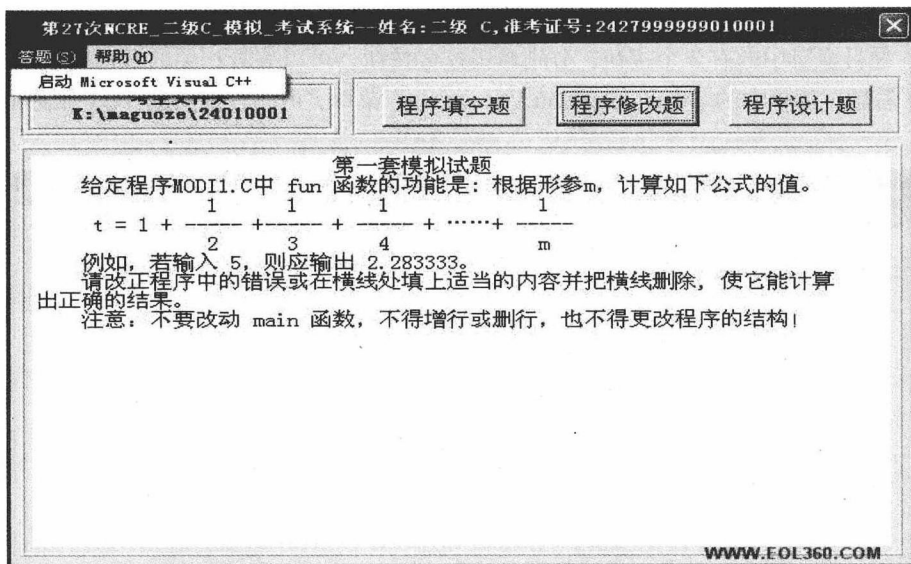 第27次NCRE_二级C_模拟_考试系统--姓名:二级 C,准考证号:2427999999010001
答题(S) 帮助(H)
启动 Microsoft Visual C++
K:\maguoze\24010001
程序填空题 程序修改题 程序设计题
第一套模拟试题
给定程序MODI1.C中 fun 函数的功能是: 根据形参m, 计算如下公式的值。
1 1 1 1
t = 1 + ----- +----- + ----- + ……+ -----
2 3 4 m
例如, 若输入 5, 则应输出 2.283333。
请改正程序中的错误或在横线处填上适当的内容并把横线删除, 使它能计算
出正确的结果。
注意: 不要改动 main 函数, 不得增行或删行, 也不得更改程序的结构!
WWW.EOL360.COM